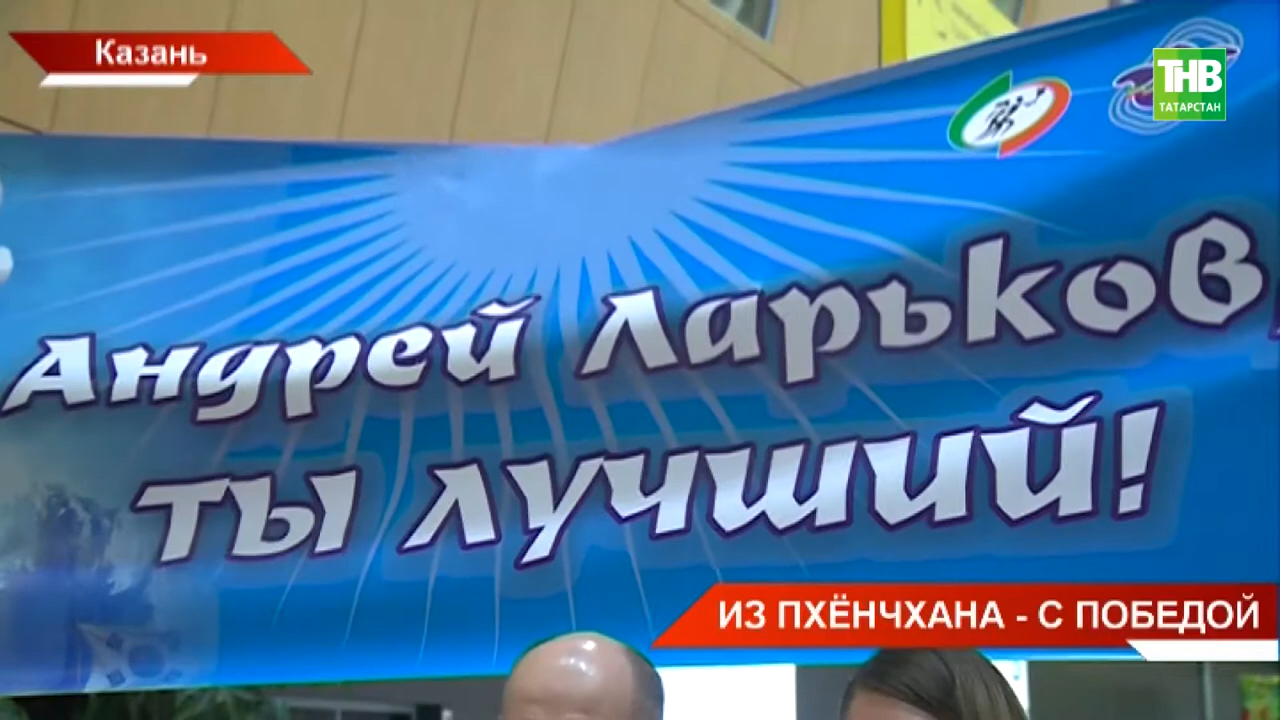 Казань
ТНВ
ТАТАРСТАН
Андрей Ларьков,
ты лучший!
ИЗ ПХЁНЧХАНА - С ПОБЕДОЙ